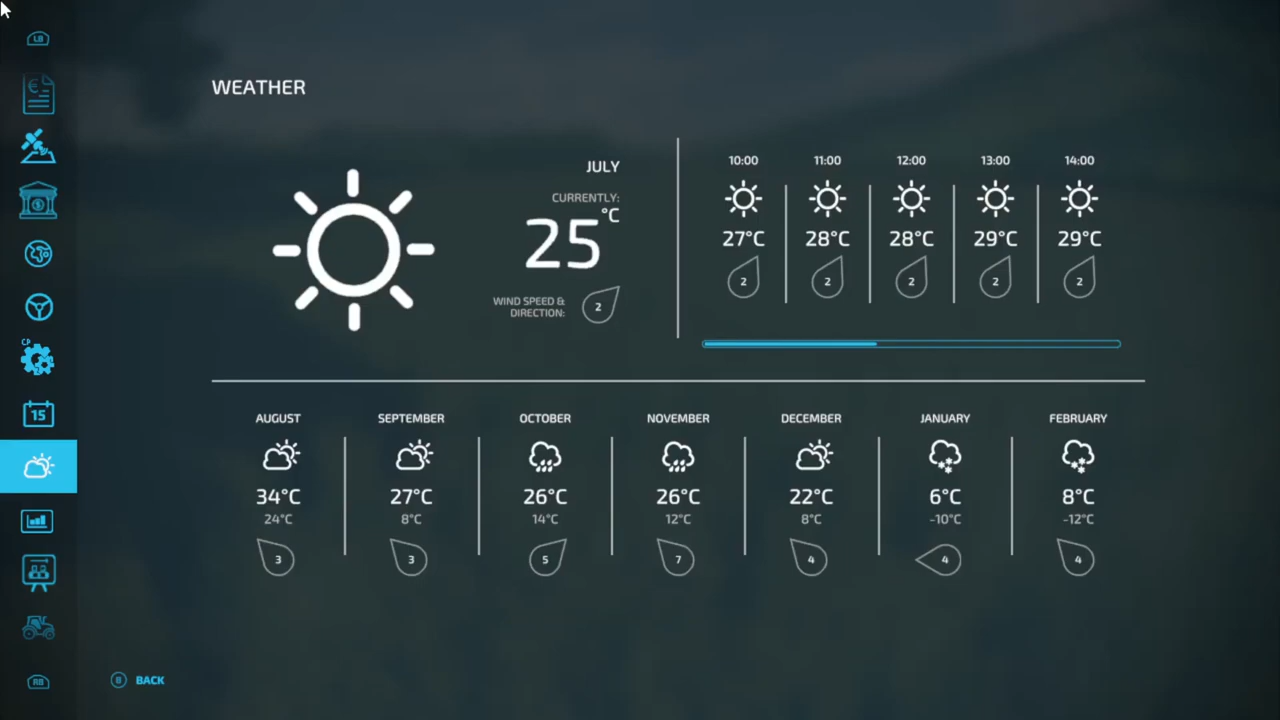 LB
WEATHER
JULY
CURRENTLY:
25 °C
WIND SPEED &
DIRECTION:
2
10:00 11:00 12:00 13:00 14:00
27°C 28°C 28°C 29°C 29°C
2 2 2 2 2
CP
15
AUGUST SEPTEMBER OCTOBER NOVEMBER DECEMBER JANUARY FEBRUARY
34°C 27°C 26°C 26°C 22°C 6°C 8°C
24°C 8°C 14°C 12°C 8°C -10°C -12°C
3 3 5 7 4 4 4
RB
BACK